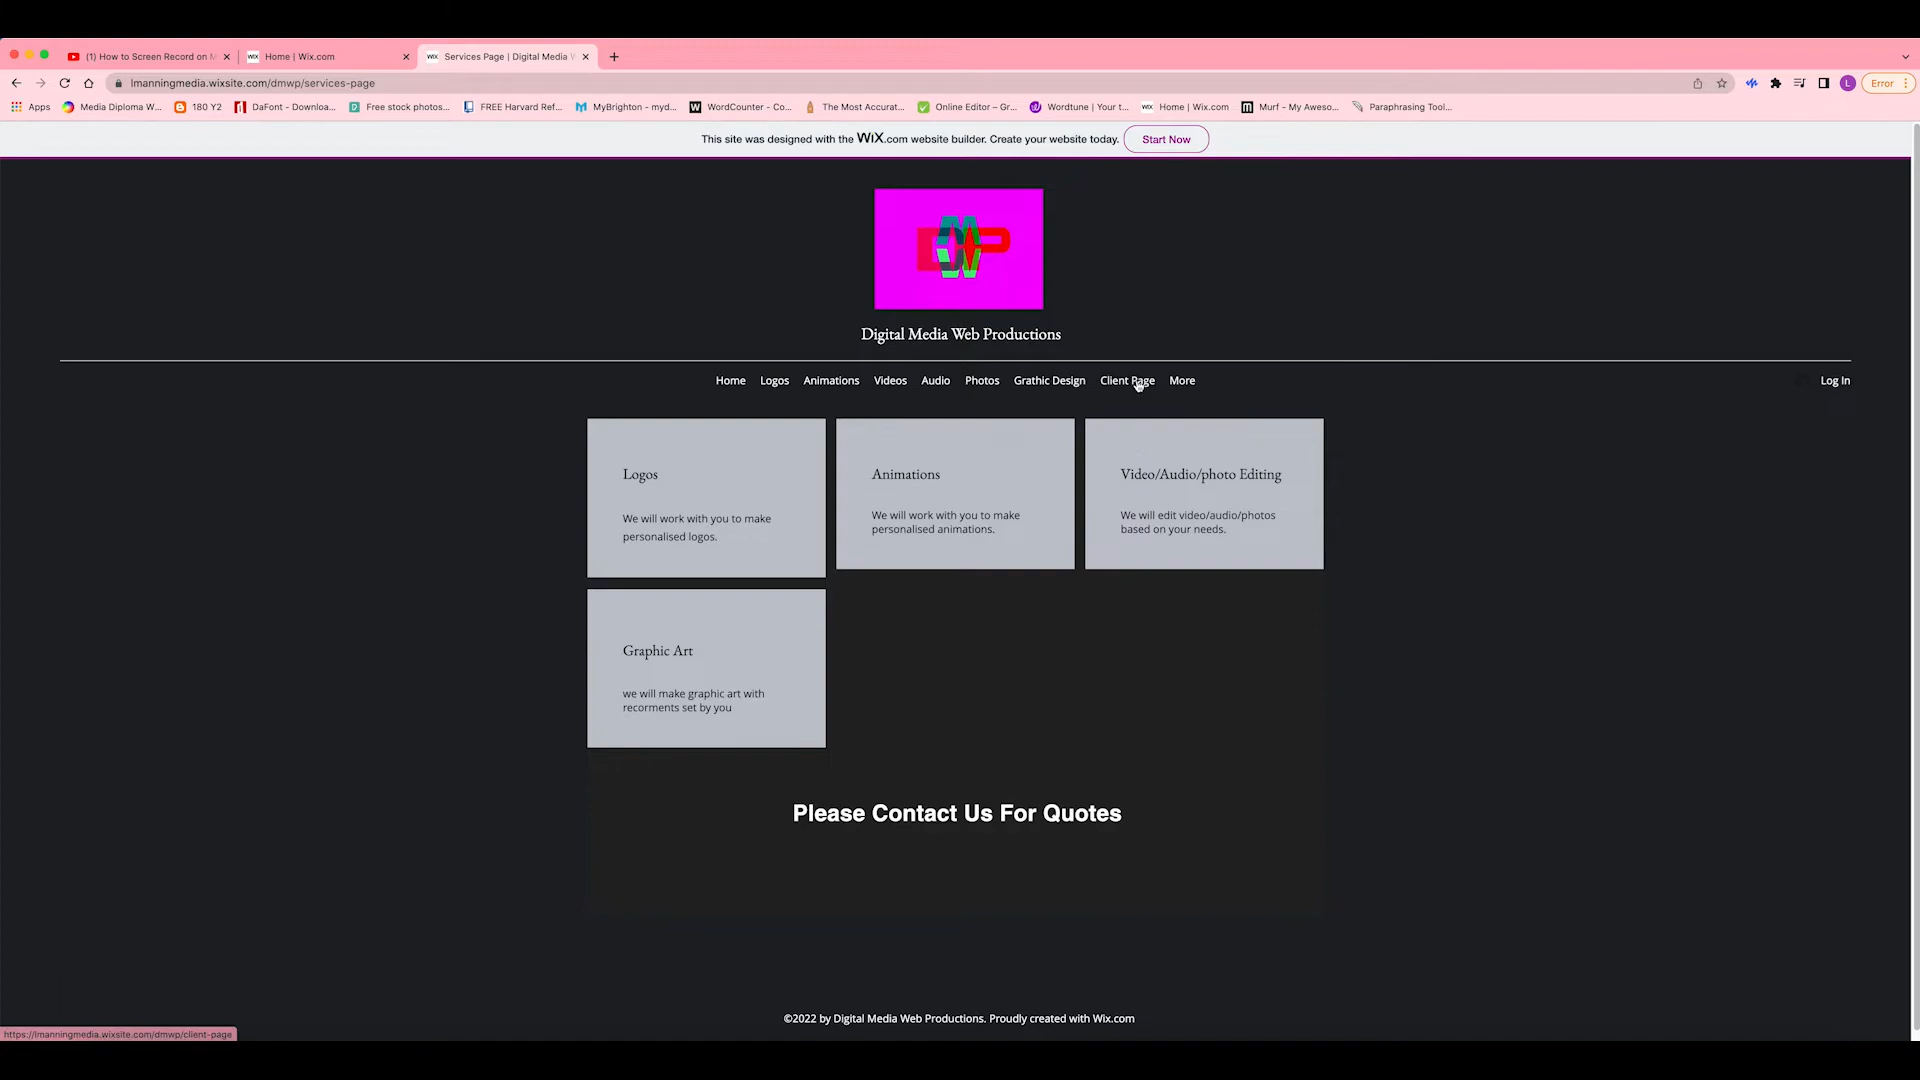 (1) How to Screen Record on M
Home | Wix.com
Services Page | Digital Media W
lmanningmedia.wixsite.com/dmwp/services-page
Error
Apps
Media Diploma W...
180 Y2
DaFont - Downloa...
Free stock photos...
FREE Harvard Ref...
MyBrighton - myd...
WordCounter - Co...
The Most Accurat...
Online Editor – Gr...
Wordtune | Your t...
Home | Wix.com
Murf - My Aweso...
Paraphrasing Tool...
This site was designed with the WiX.com website builder. Create your website today. Start Now
DMWP
Digital Media Web Productions
Home Logos Animations Videos Audio Photos Grathic Design Client Page More Log In
Logos
We will work with you to make
personalised logos.
Animations
We will work with you to make
personalised animations.
Video/Audio/photo Editing
We will edit video/audio/photos
based on your needs.
Graphic Art
we will make graphic art with
recorments set by you
Please Contact Us For Quotes
©2022 by Digital Media Web Productions. Proudly created with Wix.com
https://lmanningmedia.wixsite.com/dmwp/client-page